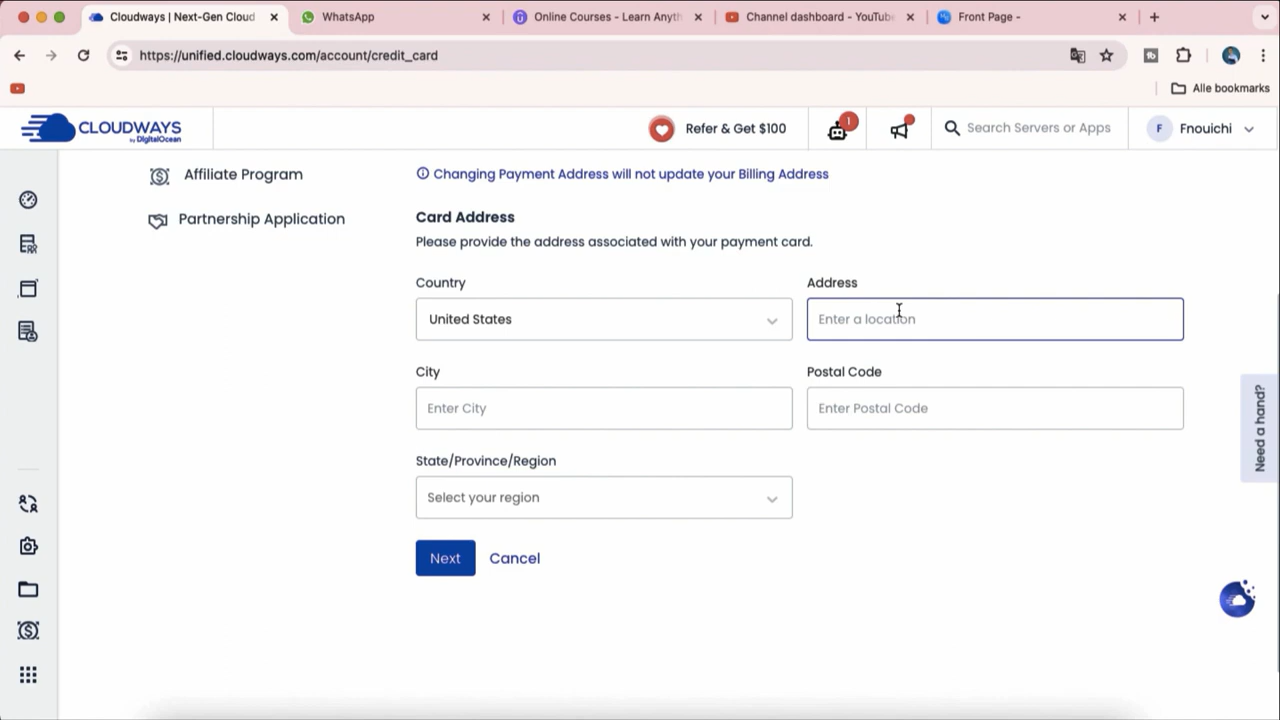 Cloudways | Next-Gen Cloud
WhatsApp
Online Courses - Learn Anyth
Channel dashboard - YouTube
Front Page -
https://unified.cloudways.com/account/credit_card
Alle bookmarks
CLOUDWAYS
by DigitalOcean
Refer & Get $100
1
Search Servers or Apps
F
Fnouichi
Affiliate Program
Changing Payment Address will not update your Billing Address
Partnership Application
Card Address
Please provide the address associated with your payment card.
Country
Address
United States
Enter a location
City
Postal Code
Enter City
Enter Postal Code
State/Province/Region
Select your region
Next
Cancel
Need a hand?